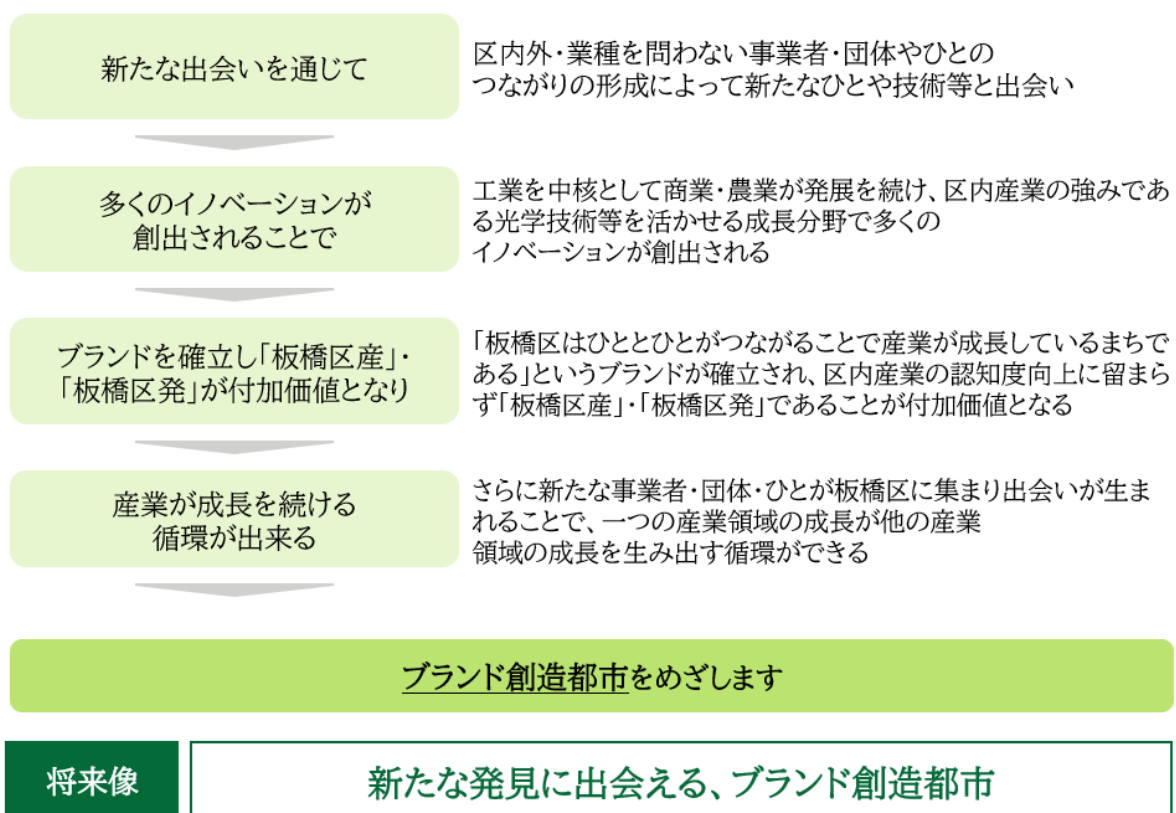 新たな出会いを通じて
区内外・業種を問わない事業者・団体やひとの
つながりの形成によって新たなひとや技術等と出会い
多くのイノベーションが
創出されることで
工業を中核として商業・農業が発展を続け、区内産業の強みであ
る光学技術等を活かせる成長分野で多くの
イノベーションが創出される
ブランドを確立し「板橋区産」・
「板橋区発」が付加価値となり
「板橋区はひととひとがつながることで産業が成長しているまちで
ある」というブランドが確立され、区内産業の認知度向上に留まら
ず「板橋区産」・「板橋区発」であることが付加価値となる
産業が成長を続ける
循環が出来る
さらに新たな事業者・団体・ひとが板橋区に集まり出会いが生ま
れることで、一つの産業領域の成長が他の産業
領域の成長を生み出す循環ができる
ブランド創造都市をめざします
将来像
新たな発見に出会える、ブランド創造都市